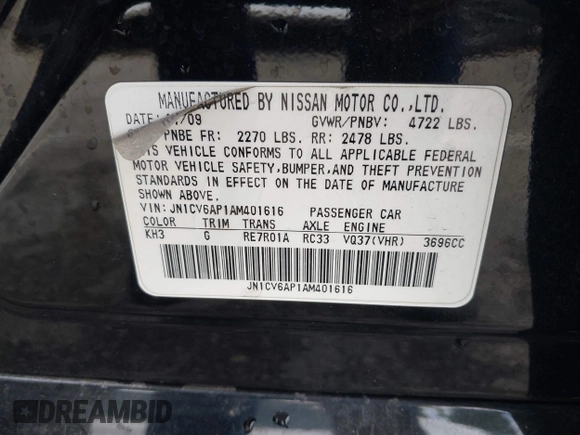 MANUFACTURED BY NISSAN MOTOR CO.,LTD.
DATE: /09 GVWR/PNBV: 4722 LBS.
PNBE FR: 2270 LBS. RR: 2478 LBS.
VEHICLE CONFORMS TO ALL APPLICABLE FEDERAL
MOTOR VEHICLE SAFETY,BUMPER,AND THEFT PREVENTION
STANDARDS IN EFFECT ON THE DATE OF MANUFACTURE
SHOWN ABOVE.
VIN: JN1CV6AP1AM401616 PASSENGER CAR
COLOR TRIM TRANS AXLE ENGINE
KH3 G RE7R01A RC33 VQ37(VHR) 3696CC
JN1CV6AP1AM401616
DREAMBID